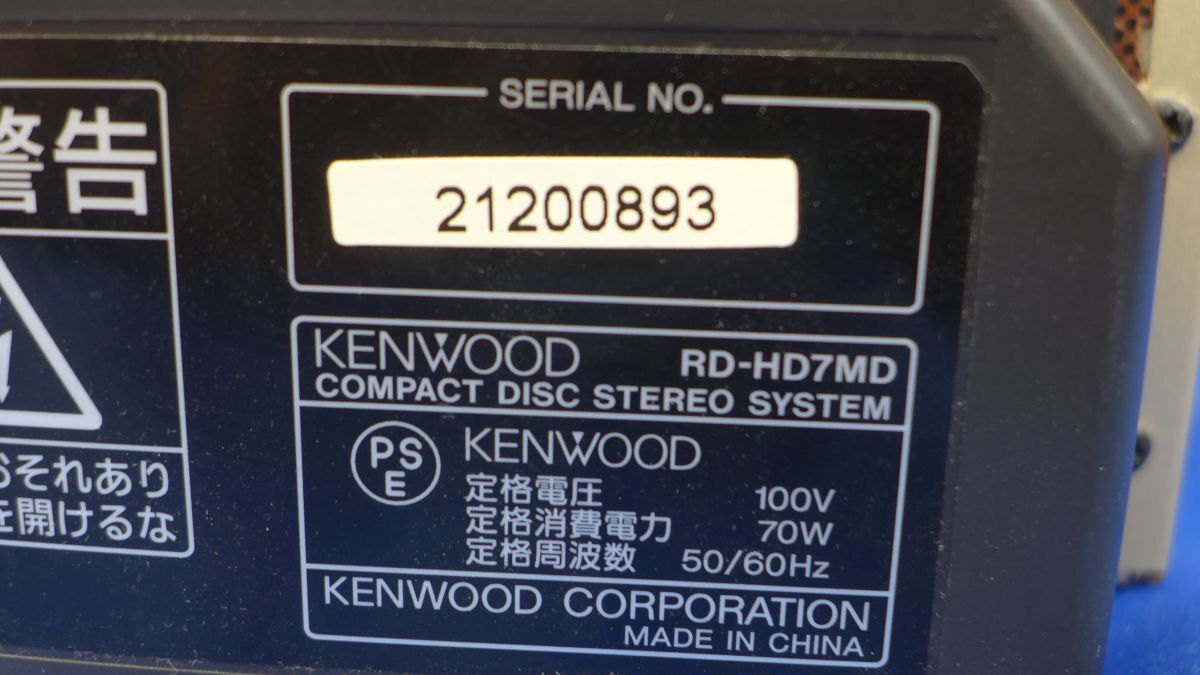 警告
おそれあり
を開けるな
SERIAL NO.
21200893
KENWOOD RD-HD7MD
COMPACT DISC STEREO SYSTEM
PS
E
KENWOOD
定格電圧 100V
定格消費電力 70W
定格周波数 50/60Hz
KENWOOD CORPORATION
MADE IN CHINA